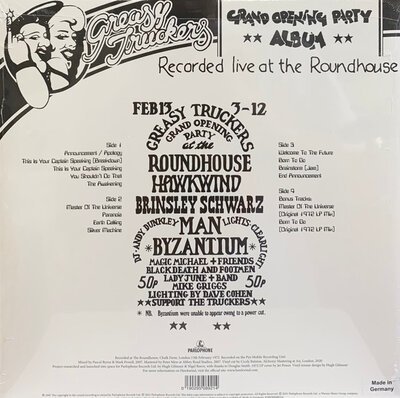 Greasy
Truckers
GRAND OPENING PARTY
★★ ALBUM ★★
Recorded live at the Roundhouse
FEB13 3-12
GREASY TRUCKERS
GRAND OPENING
PARTY
at the
ROUNDHOUSE
HAWKWIND
BRINSLEY SCHWARZ
MAN
BYZANTIUM
DJ·ANDY DUNKLEY
LIGHTS·CLEARLIGHT
MAGIC MICHAEL + FRIENDS
BLACK DEATH AND FOOTMEN
50p LADY JUNE + BAND 50p
MIKE GRIGGS
LIGHTING BY DAVE COHEN
★SUPPORT THE TRUCKERS★
★ NB. Byzantium were unable to appear owing to a power cut.
★★ ★★
Side 1
Announcement / Apology
This Is Your Captain Speaking [Breakdown]
This Is Your Captain Speaking
You Shouldn't Do That
The Awakening
Side 2
Master Of The Universe
Paranoia
Earth Calling
Silver Machine
Side 3
Welcome To The Future
Born To Go
Brainstorm [Jam]
End Announcement
Side 4
Bonus Tracks:
Master Of The Universe
[Original 1972 LP Mix]
Born To Go
[Original 1972 LP Mix]
PARLOPHONE
Made in
Germany